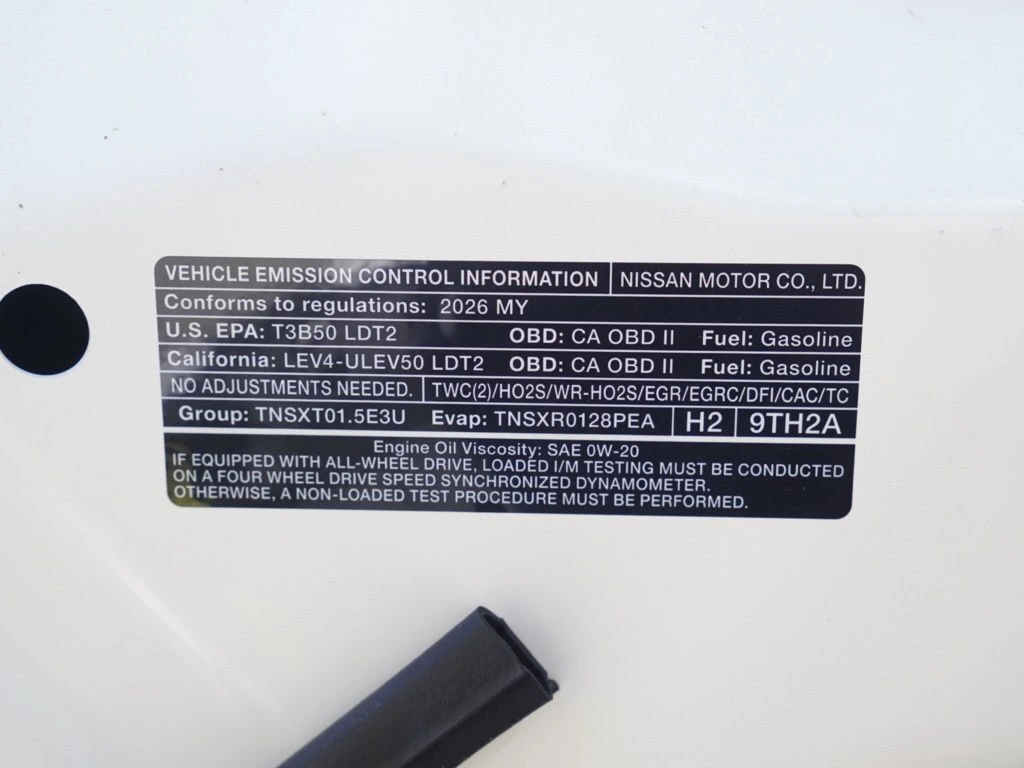 VEHICLE EMISSION CONTROL INFORMATION NISSAN MOTOR CO., LTD.
Conforms to regulations: 2026 MY
U.S. EPA: T3B50 LDT2 OBD: CA OBD II Fuel: Gasoline
California: LEV4-ULEV50 LDT2 OBD: CA OBD II Fuel: Gasoline
NO ADJUSTMENTS NEEDED. TWC(2)/HO2S/WR-HO2S/EGR/EGRC/DFI/CAC/TC
Group: TNSXT01.5E3U Evap: TNSXR0128PEA H2 9TH2A
Engine Oil Viscosity: SAE 0W-20
IF EQUIPPED WITH ALL-WHEEL DRIVE, LOADED I/M TESTING MUST BE CONDUCTED
ON A FOUR WHEEL DRIVE SPEED SYNCHRONIZED DYNAMOMETER.
OTHERWISE, A NON-LOADED TEST PROCEDURE MUST BE PERFORMED.